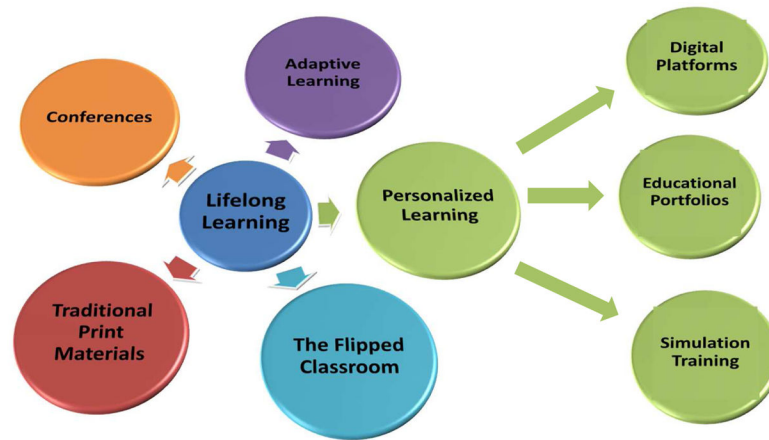 Conferences
Adaptive
Learning
Lifelong
Learning
Personalized
Learning
Traditional
Print
Materials
The Flipped
Classroom
Digital
Platforms
Educational
Portfolios
Simulation
Training